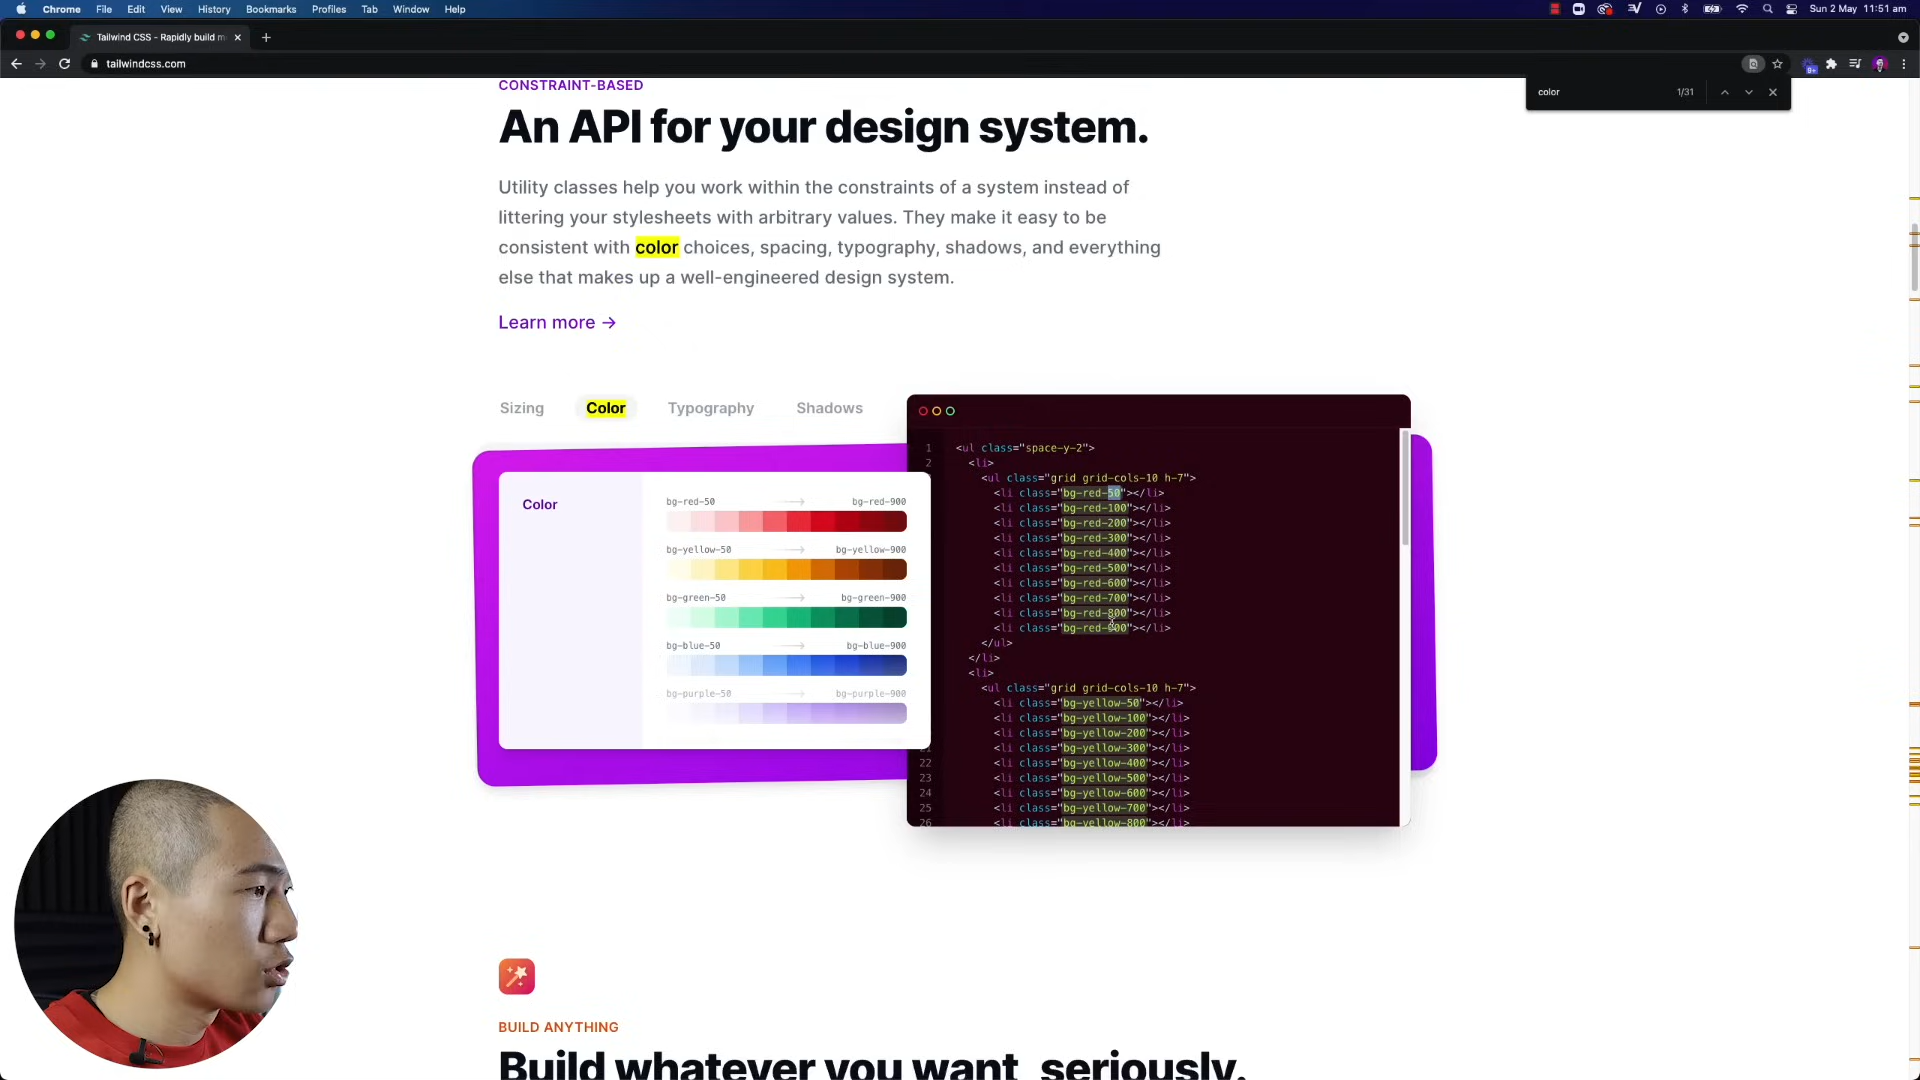 Chrome File Edit View History Bookmarks Profiles Tab Window Help
Sun 2 May 11:51 am
Tailwind CSS - Rapidly build m
tailwindcss.com
color 1/31
CONSTRAINT-BASED
An API for your design system.
Utility classes help you work within the constraints of a system instead of
littering your stylesheets with arbitrary values. They make it easy to be
consistent with color choices, spacing, typography, shadows, and everything
else that makes up a well-engineered design system.
Learn more →
Sizing Color Typography Shadows
Color
bg-red-50 → bg-red-900
bg-yellow-50 → bg-yellow-900
bg-green-50 → bg-green-900
bg-blue-50 → bg-blue-900
bg-purple-50 → bg-purple-900
1 <ul class="space-y-2">
2 <li>
<ul class="grid grid-cols-10 h-7">
<li class="bg-red-50"></li>
<li class="bg-red-100"></li>
<li class="bg-red-200"></li>
<li class="bg-red-300"></li>
<li class="bg-red-400"></li>
<li class="bg-red-500"></li>
<li class="bg-red-600"></li>
<li class="bg-red-700"></li>
<li class="bg-red-800"></li>
<li class="bg-red-900"></li>
</ul>
</li>
<li>
<ul class="grid grid-cols-10 h-7">
<li class="bg-yellow-50"></li>
<li class="bg-yellow-100"></li>
<li class="bg-yellow-200"></li>
21 <li class="bg-yellow-300"></li>
22 <li class="bg-yellow-400"></li>
23 <li class="bg-yellow-500"></li>
24 <li class="bg-yellow-600"></li>
25 <li class="bg-yellow-700"></li>
26 <li class="bg-yellow-800"></li>
BUILD ANYTHING
Build whatever you want, seriously.